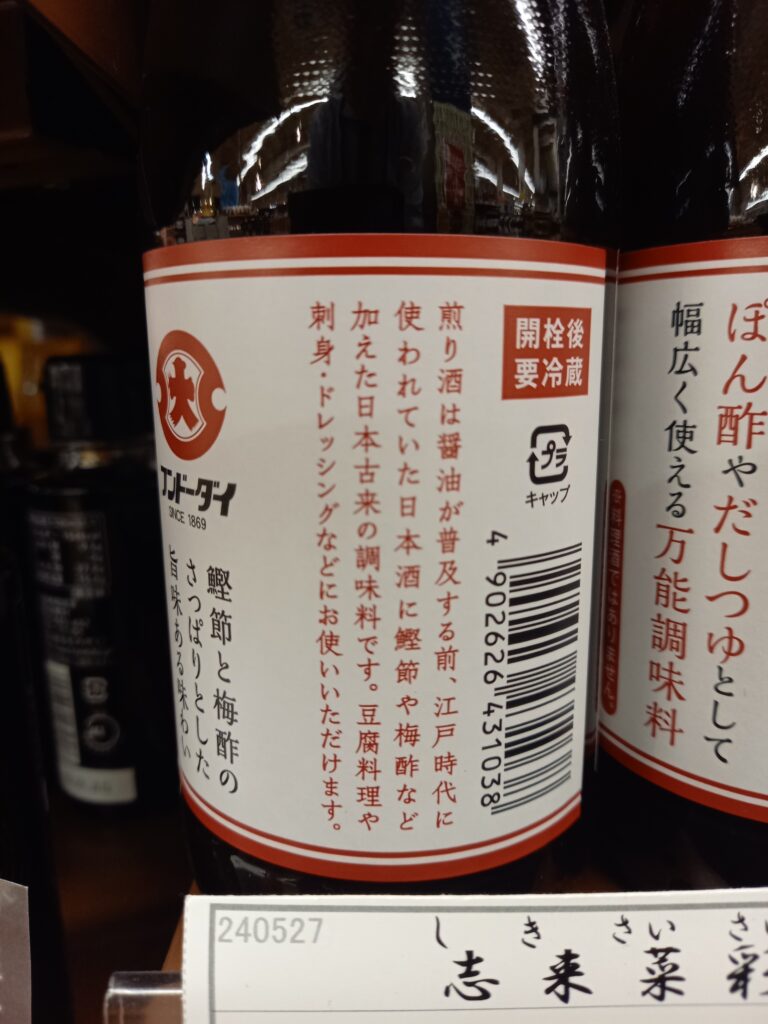 開栓後
要冷蔵
プラ
キャップ
4 902626 431038
煎り酒は醤油が普及する前、江戸時代に
使われていた日本酒に鰹節や梅酢など
加えた日本古来の調味料です。豆腐料理や
刺身・ドレッシングなどにお使いいただけます。
大
フンドーダイ
SINCE 1869
鰹節と梅酢の
さっぱりとした
旨味ある味わい
ぽん酢やだしつゆとして
幅広く使える万能調味料
240527
しきさいさい
志来菜彩